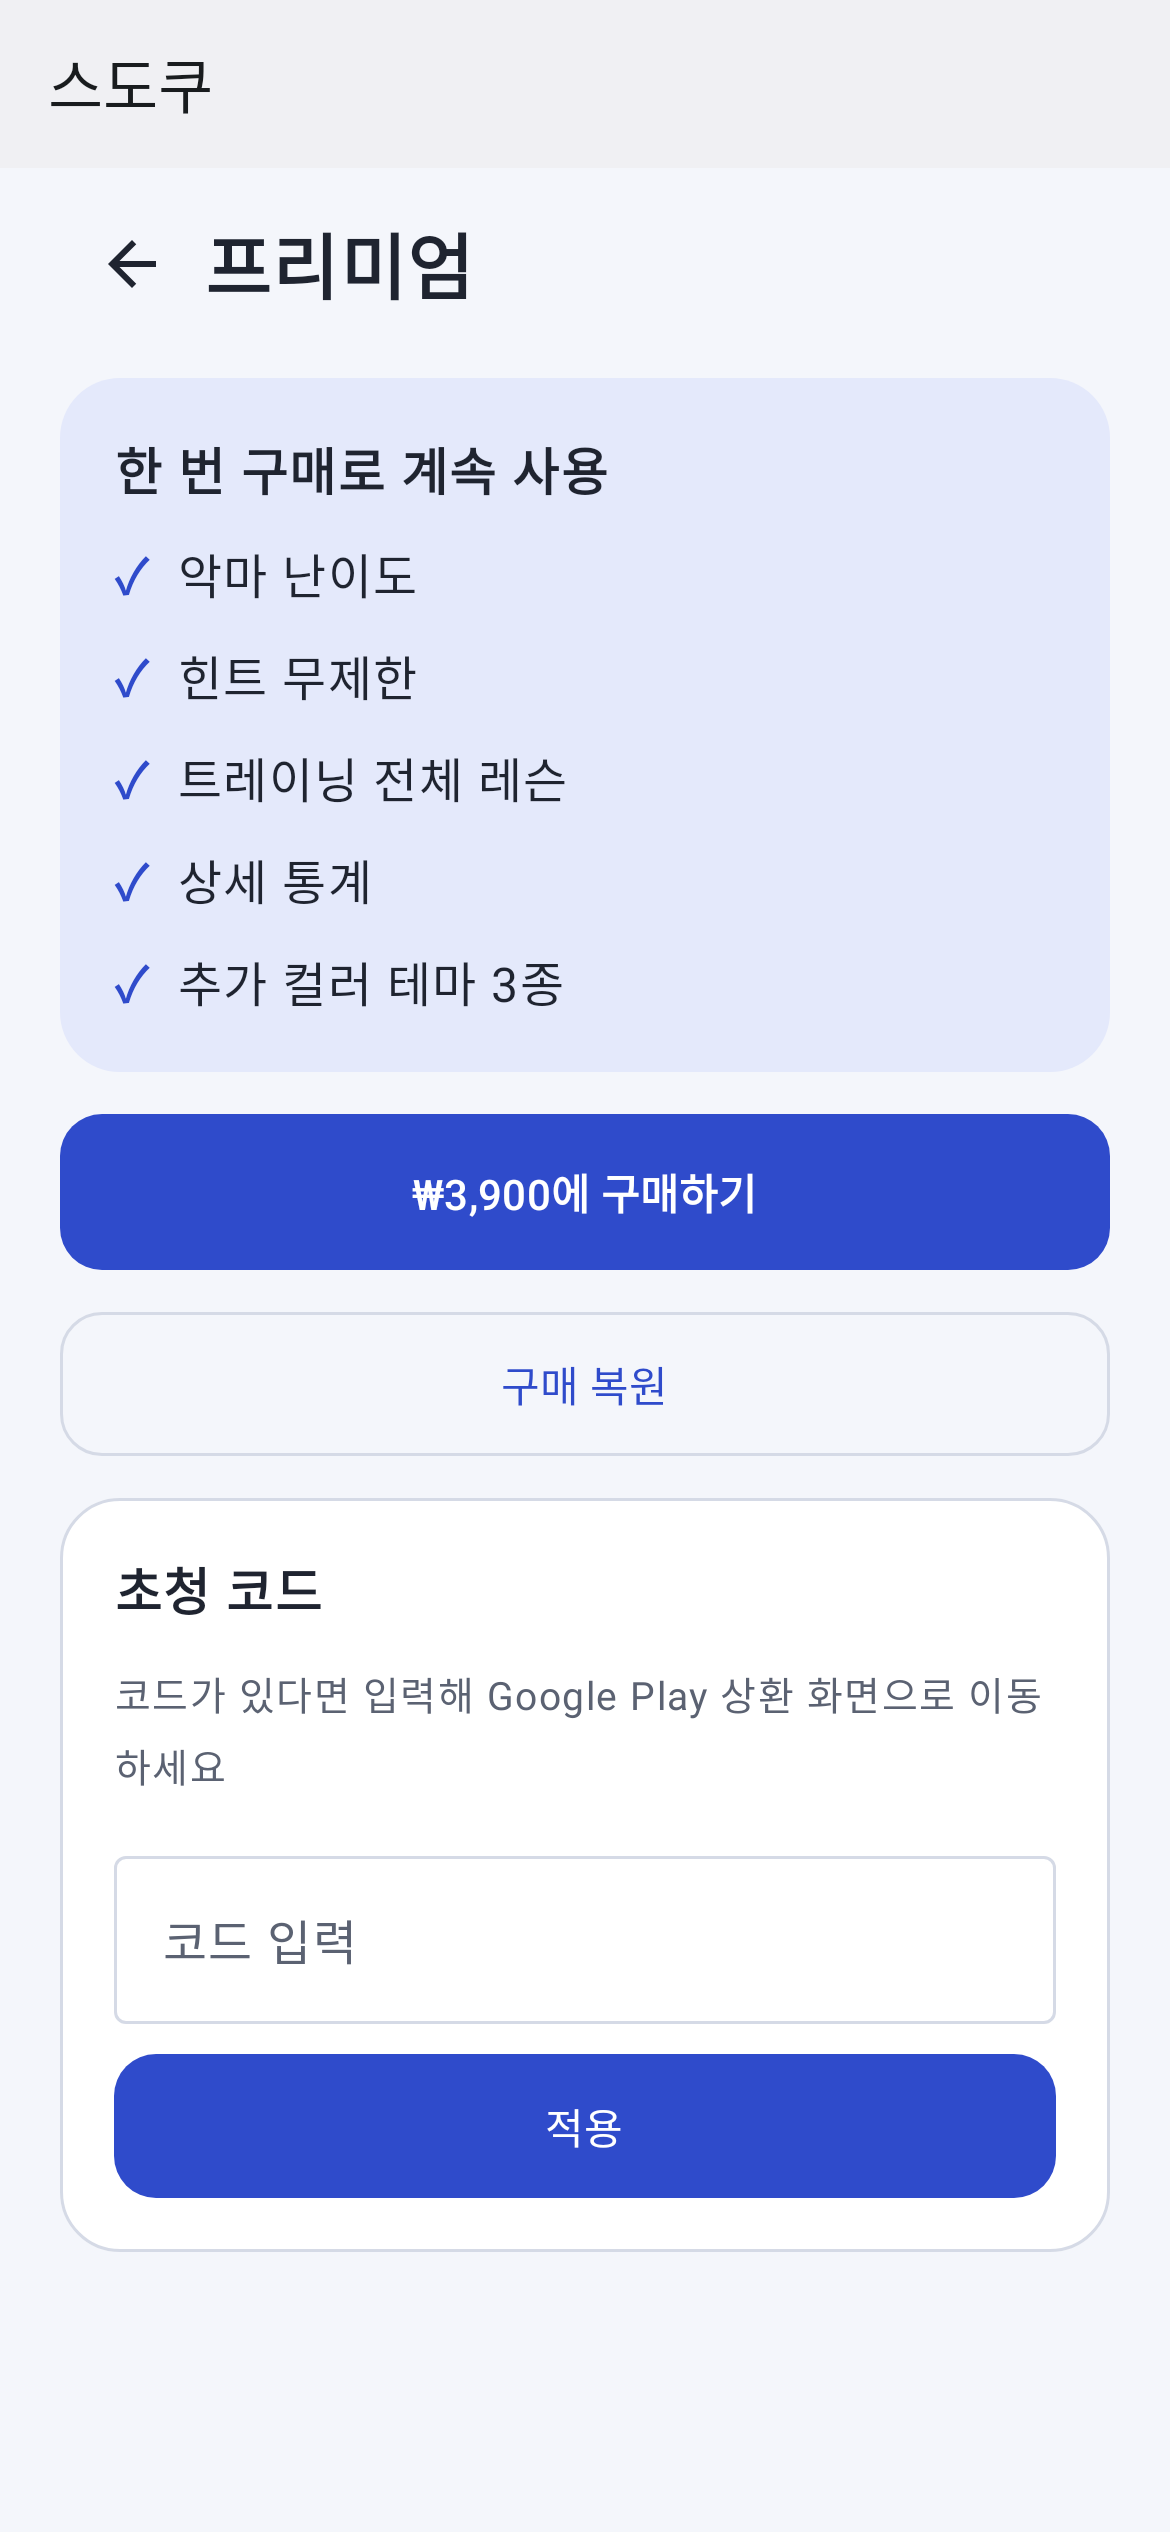 스도쿠
프리미엄
한 번 구매로 계속 사용
✓ 악마 난이도
✓ 힌트 무제한
✓ 트레이닝 전체 레슨
✓ 상세 통계
✓ 추가 컬러 테마 3종
₩3,900에 구매하기
구매 복원
초청 코드
코드가 있다면 입력해 Google Play 상환 화면으로 이동
하세요
코드 입력
적용